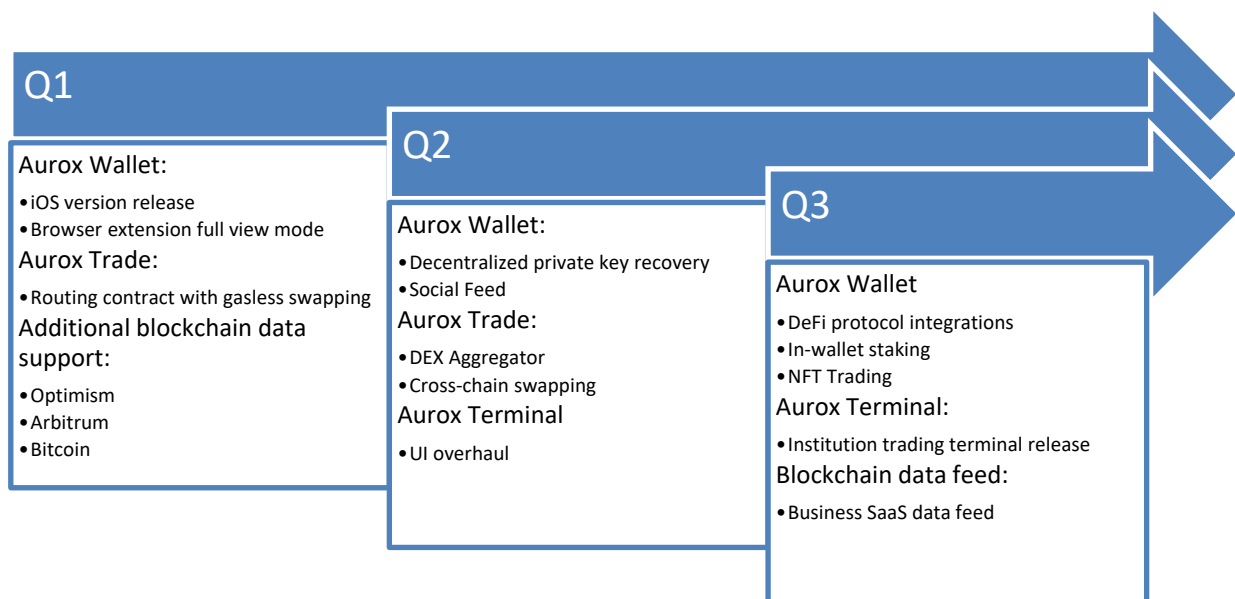 Q1
Aurox Wallet:
•iOS version release
•Browser extension full view mode
Aurox Trade:
•Routing contract with gasless swapping
Additional blockchain data
support:
•Optimism
•Arbitrum
•Bitcoin
Q2
Aurox Wallet:
•Decentralized private key recovery
•Social Feed
Aurox Trade:
•DEX Aggregator
•Cross-chain swapping
Aurox Terminal
•UI overhaul
Q3
Aurox Wallet
•DeFi protocol integrations
•In-wallet staking
•NFT Trading
Aurox Terminal:
•Institution trading terminal release
Blockchain data feed:
•Business SaaS data feed